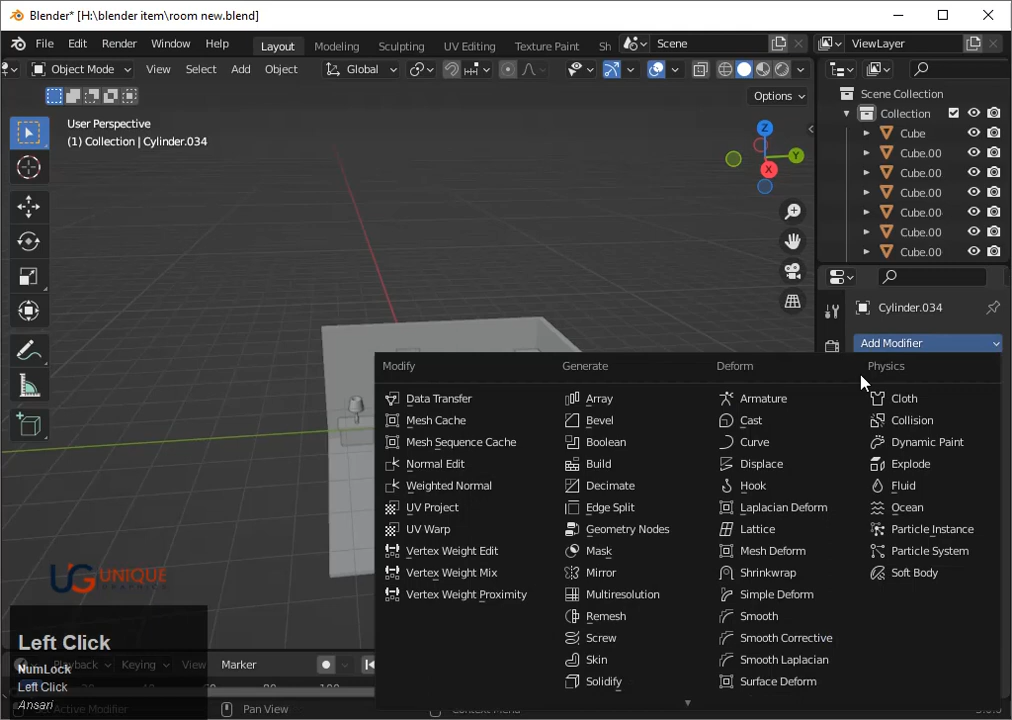 Blender* [H:\blender item\room new.blend]
File Edit Render Window Help Layout Modeling Sculpting UV Editing Texture Paint Sh Scene ViewLayer
Object Mode View Select Add Object Global
Options
User Perspective
(1) Collection | Cylinder.034
Z
Y
X
Scene Collection
Collection
Cube
Cube.00
Cube.00
Cube.00
Cube.00
Cube.00
Cube.00
Cylinder.034
Add Modifier
Modify Generate Deform Physics
Data Transfer Array Armature Cloth
Mesh Cache Bevel Cast Collision
Mesh Sequence Cache Boolean Curve Dynamic Paint
Normal Edit Build Displace Explode
Weighted Normal Decimate Hook Fluid
UV Project Edge Split Laplacian Deform Ocean
UV Warp Geometry Nodes Lattice Particle Instance
Vertex Weight Edit Mask Mesh Deform Particle System
Vertex Weight Mix Mirror Shrinkwrap Soft Body
Vertex Weight Proximity Multiresolution Simple Deform
Remesh Smooth
Screw Smooth Corrective
Skin Smooth Laplacian
Solidify Surface Deform
UG UNIQUE
Left Click
NumLock
Left Click
Ansari
Playback Keying View Marker
Pan View